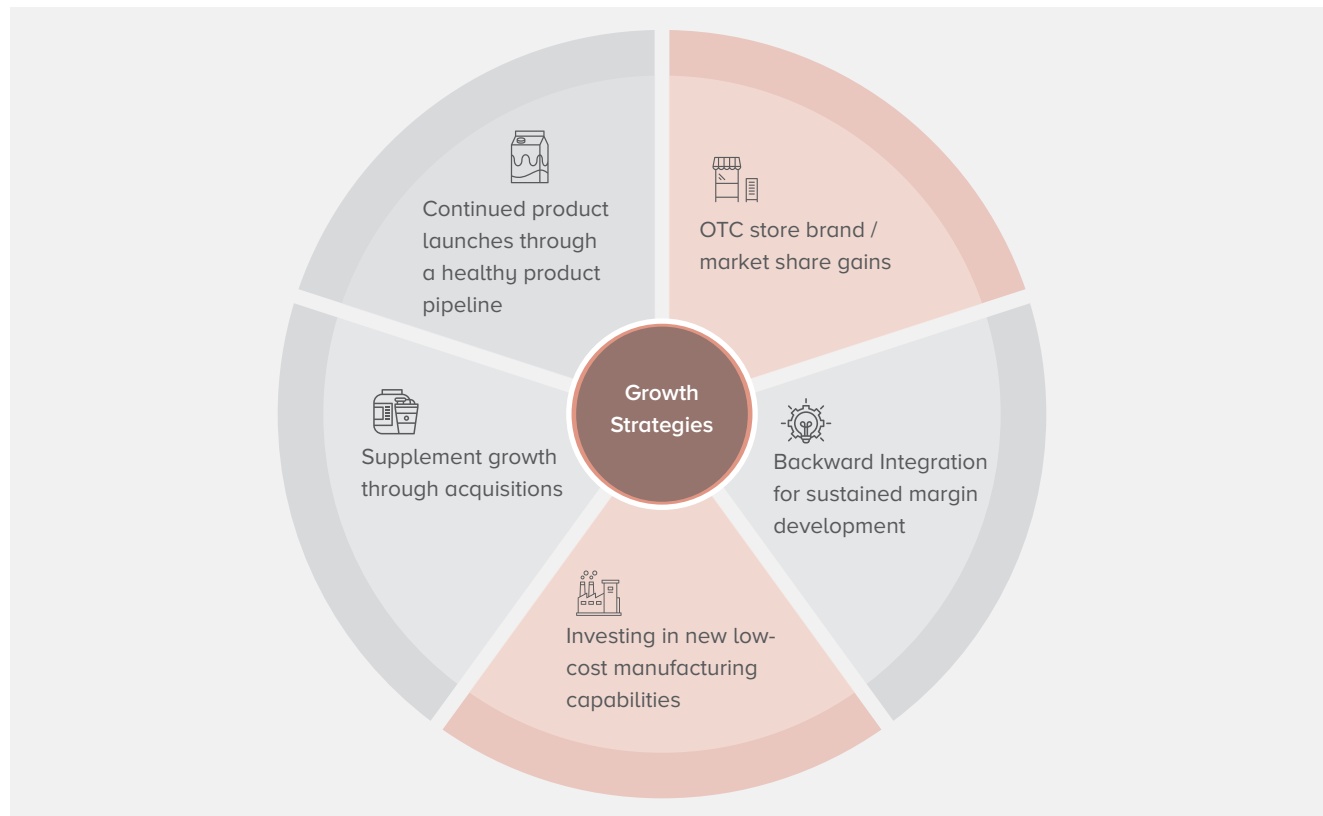 Continued product
launches through
a healthy product
pipeline
OTC store brand /
market share gains
Growth
Strategies
Supplement growth
through acquisitions
Backward Integration
for sustained margin
development
Investing in new low-
cost manufacturing
capabilities